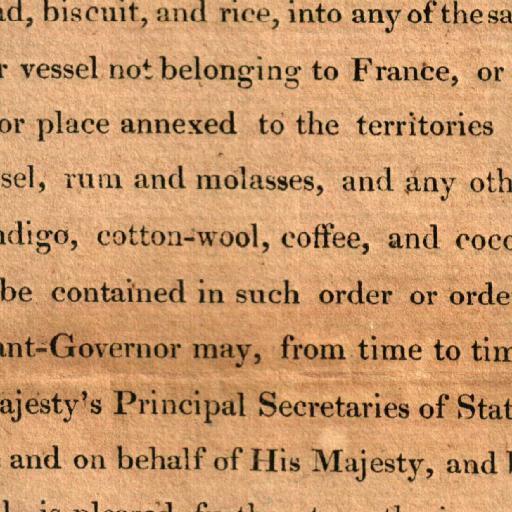 d, biscuit, and rice, into any of the sa
r vessel not belonging to France, or
or place annexed to the territories
sel, rum and molasses, and any oth
ndigo, cotton-wool, coffee, and coco
be contained in such order or orde
ant-Governor may, from time to tim
ajesty's Principal Secretaries of Stat
and on behalf of His Majesty, and
is pleased